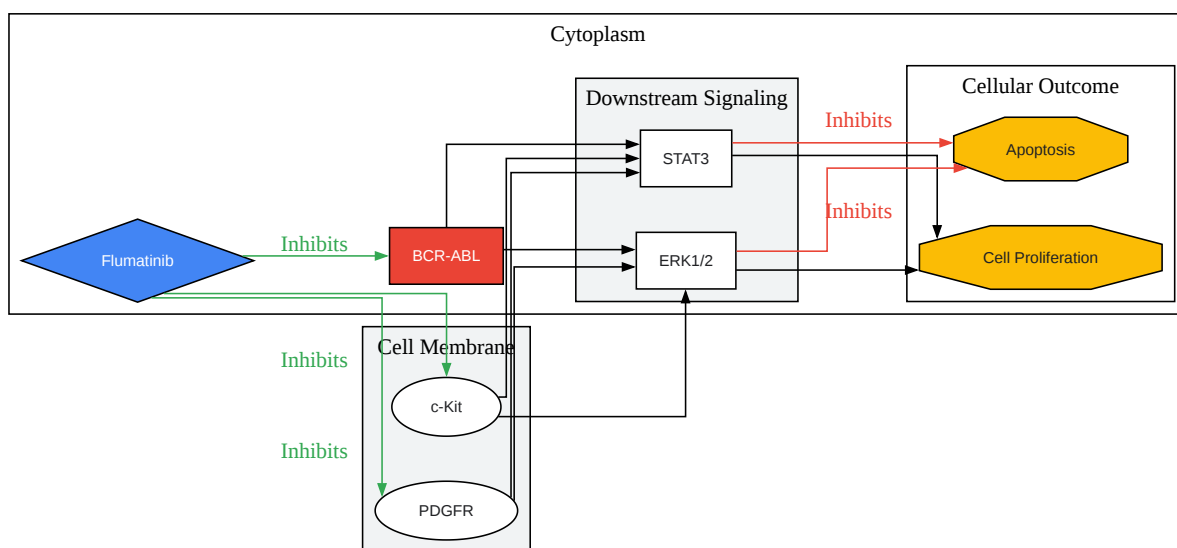 Cytoplasm
Downstream Signaling
Cellular Outcome
Inhibits
STAT3
Apoptosis
Inhibits
Inhibits
Flumatinib
BCR-ABL
ERK1/2
Cell Proliferation
Cell Membrane
Inhibits
c-Kit
Inhibits
PDGFR